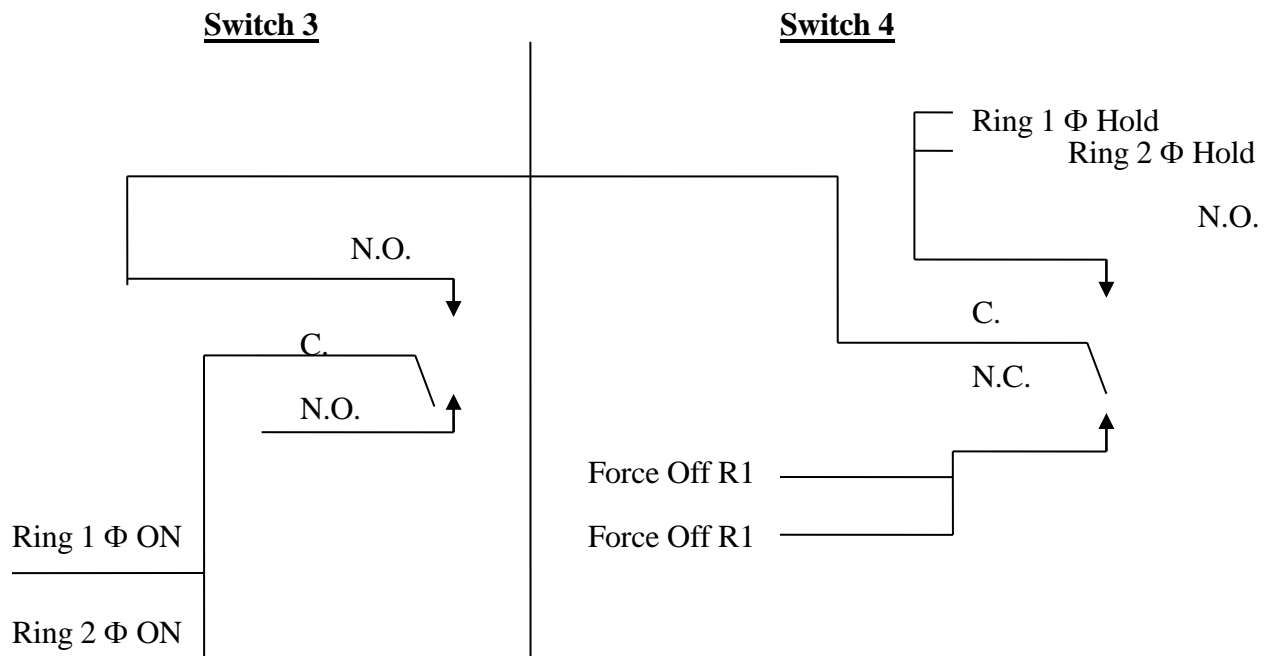 Switch 3
Switch 4
Ring 1 Φ Hold
Ring 2 Φ Hold
N.O.
N.O.
C.
C.
N.C.
N.O.
Force Off R1
Ring 1 Φ ON
Force Off R1
Ring 2 Φ ON